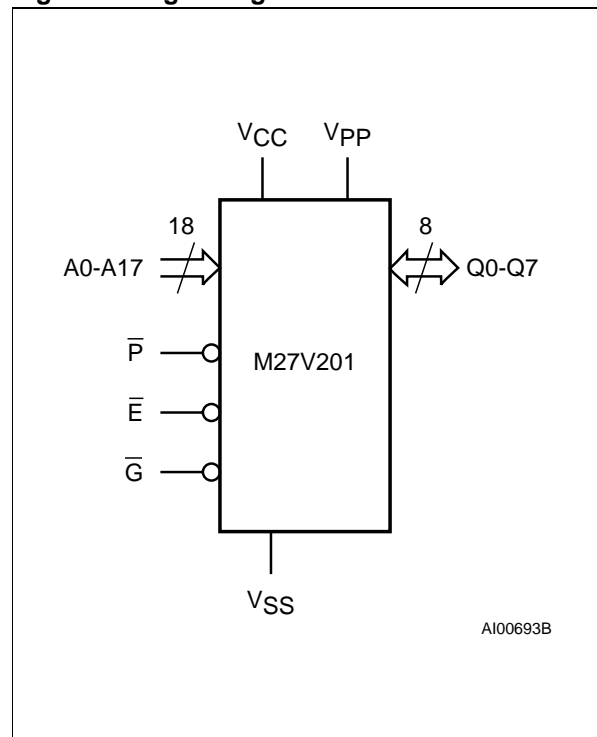 VCC VPP
18 8
A0-A17 Q0-Q7
P̅
M27V201
E̅
G̅
VSS
AI00693B